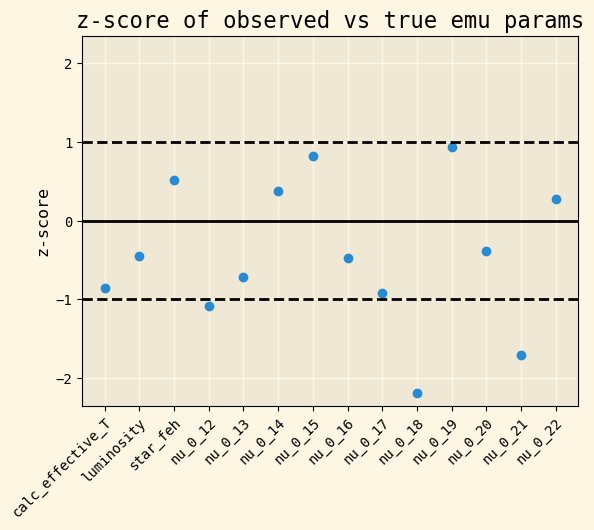 z-score of observed vs true emu params
z-score
2
1
0
−1
−2
calc_effective_T
luminosity
star_feh
nu_0_12
nu_0_13
nu_0_14
nu_0_15
nu_0_16
nu_0_17
nu_0_18
nu_0_19
nu_0_20
nu_0_21
nu_0_22